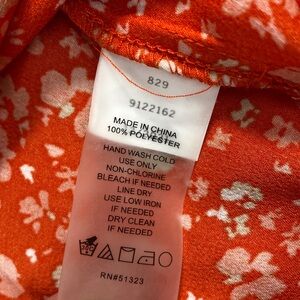 829
9122162
MADE IN CHINA
100% POLYESTER
HAND WASH COLD
USE ONLY
NON-CHLORINE
BLEACH IF NEEDED
LINE DRY
USE LOW IRON
IF NEEDED
DRY CLEAN
IF NEEDED
RN#51323